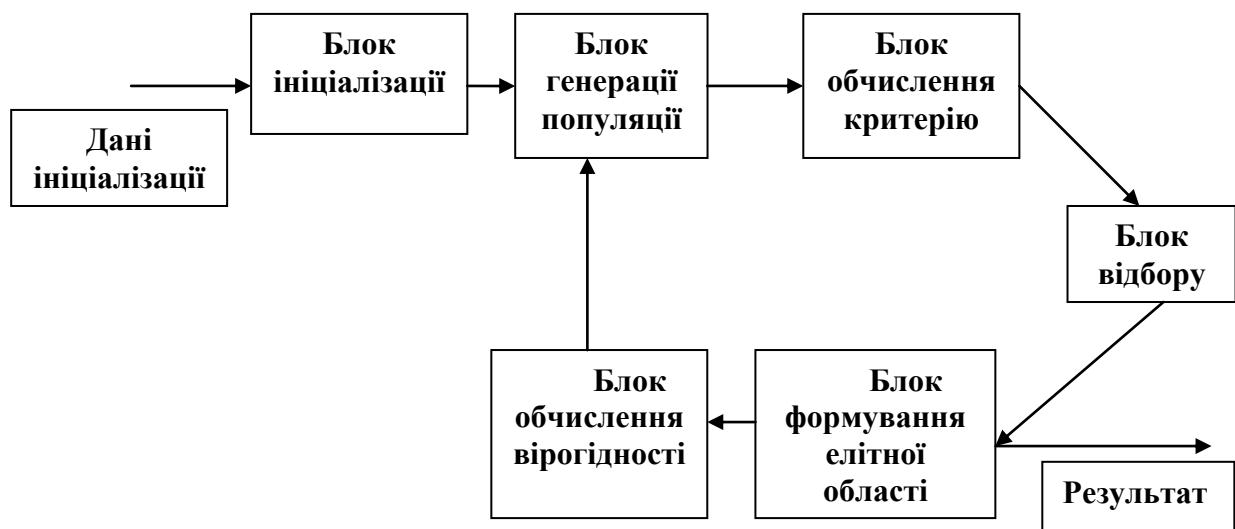 Блок
ініціалізації
Блок
генерації
популяції
Блок
обчислення
критерію
Дані
ініціалізації
Блок
відбору
Блок
обчислення
вірогідності
Блок
формування
елітної
області
Результат